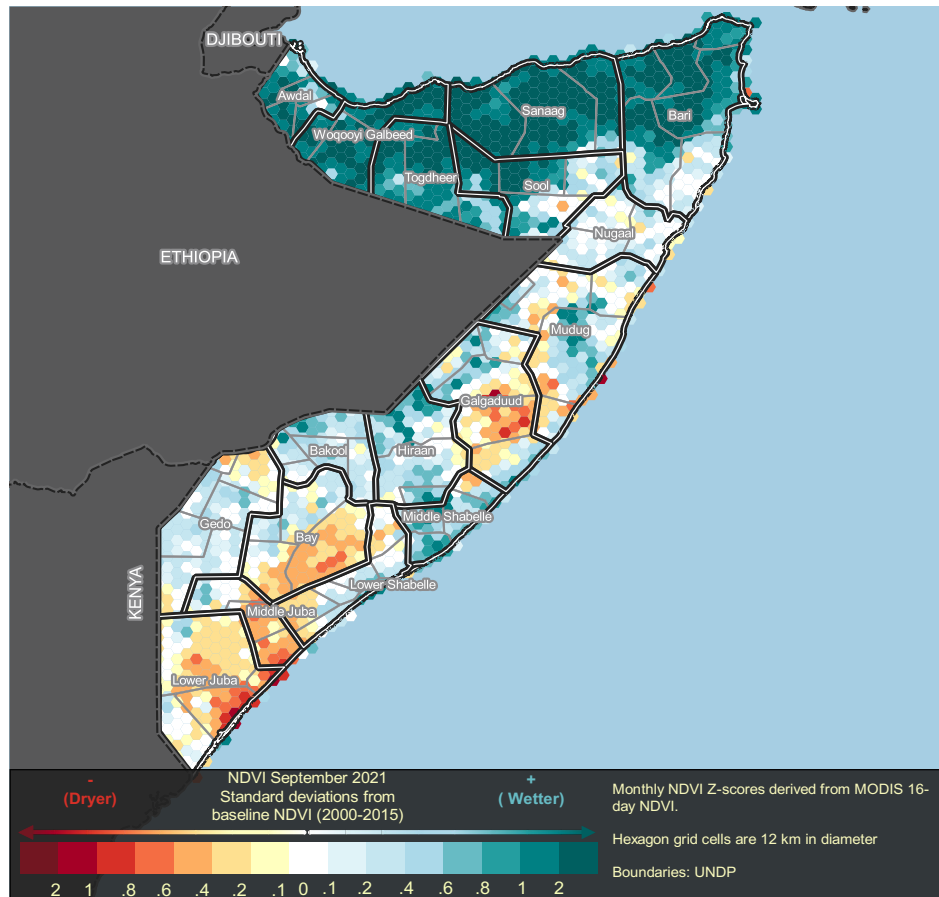 DJIBOUTI
Awdal
Sanaag
Bari
Woqooyi Galbeed
Togdheer
Sool
Nugaal
ETHIOPIA
Mudug
Galgaduud
Bakool
Hiraan
Gedo
Middle Shabelle
Bay
KENYA
Lower Shabelle
Middle Juba
Lower Juba
-
(Dryer)
NDVI September 2021
Standard deviations from
baseline NDVI (2000-2015)
+
( Wetter)
2 1 .8 .6 .4 .2 .1 0 .1 .2 .4 .6 .8 1 2
Monthly NDVI Z-scores derived from MODIS 16-
day NDVI.
Hexagon grid cells are 12 km in diameter
Boundaries: UNDP